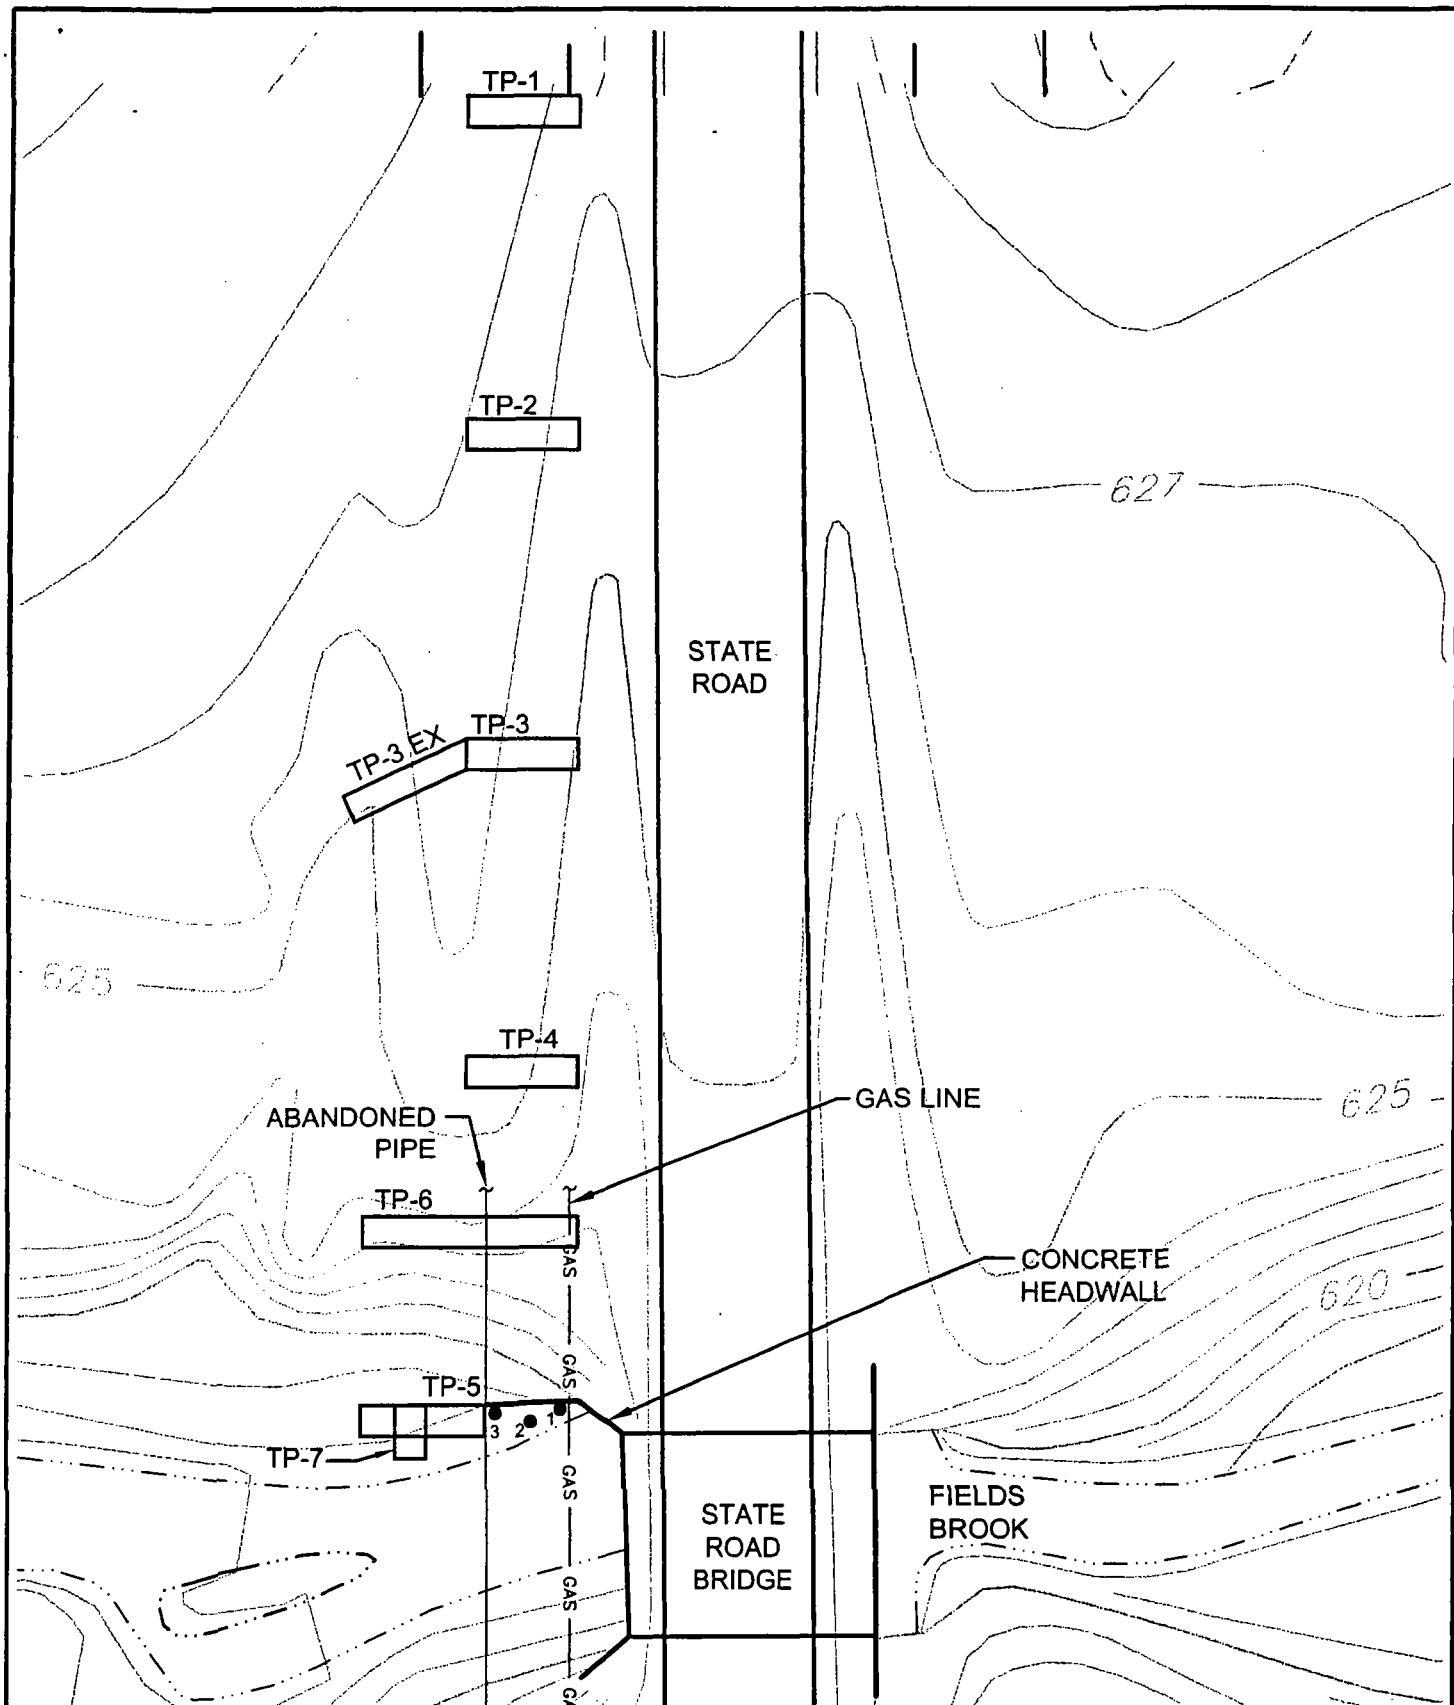 TP-1
TP-2
627
STATE
ROAD
TP-3
TP-3 EX
625
TP-4
GAS LINE
625
ABANDONED
PIPE
TP-6
GAS
CONCRETE
HEADWALL
620
GAS
TP-5
3
2
1
TP-7
GAS
FIELDS
BROOK
STATE
ROAD
BRIDGE
GAS